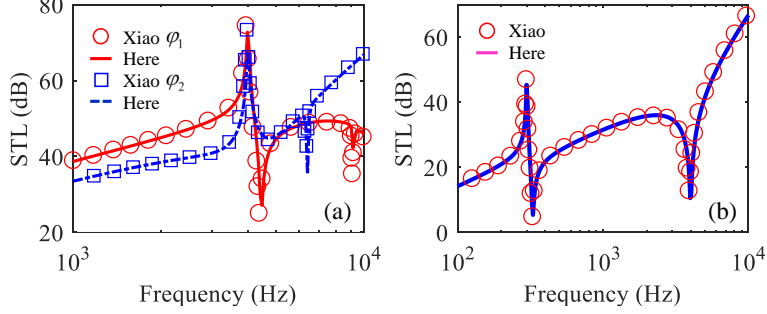 80
60
40
20
STL (dB)
Xiao φ1
Here
Xiao φ2
Here
(a)
10^3
10^4
Frequency (Hz)
60
40
20
0
STL (dB)
Xiao
Here
(b)
10^2
10^3
10^4
Frequency (Hz)